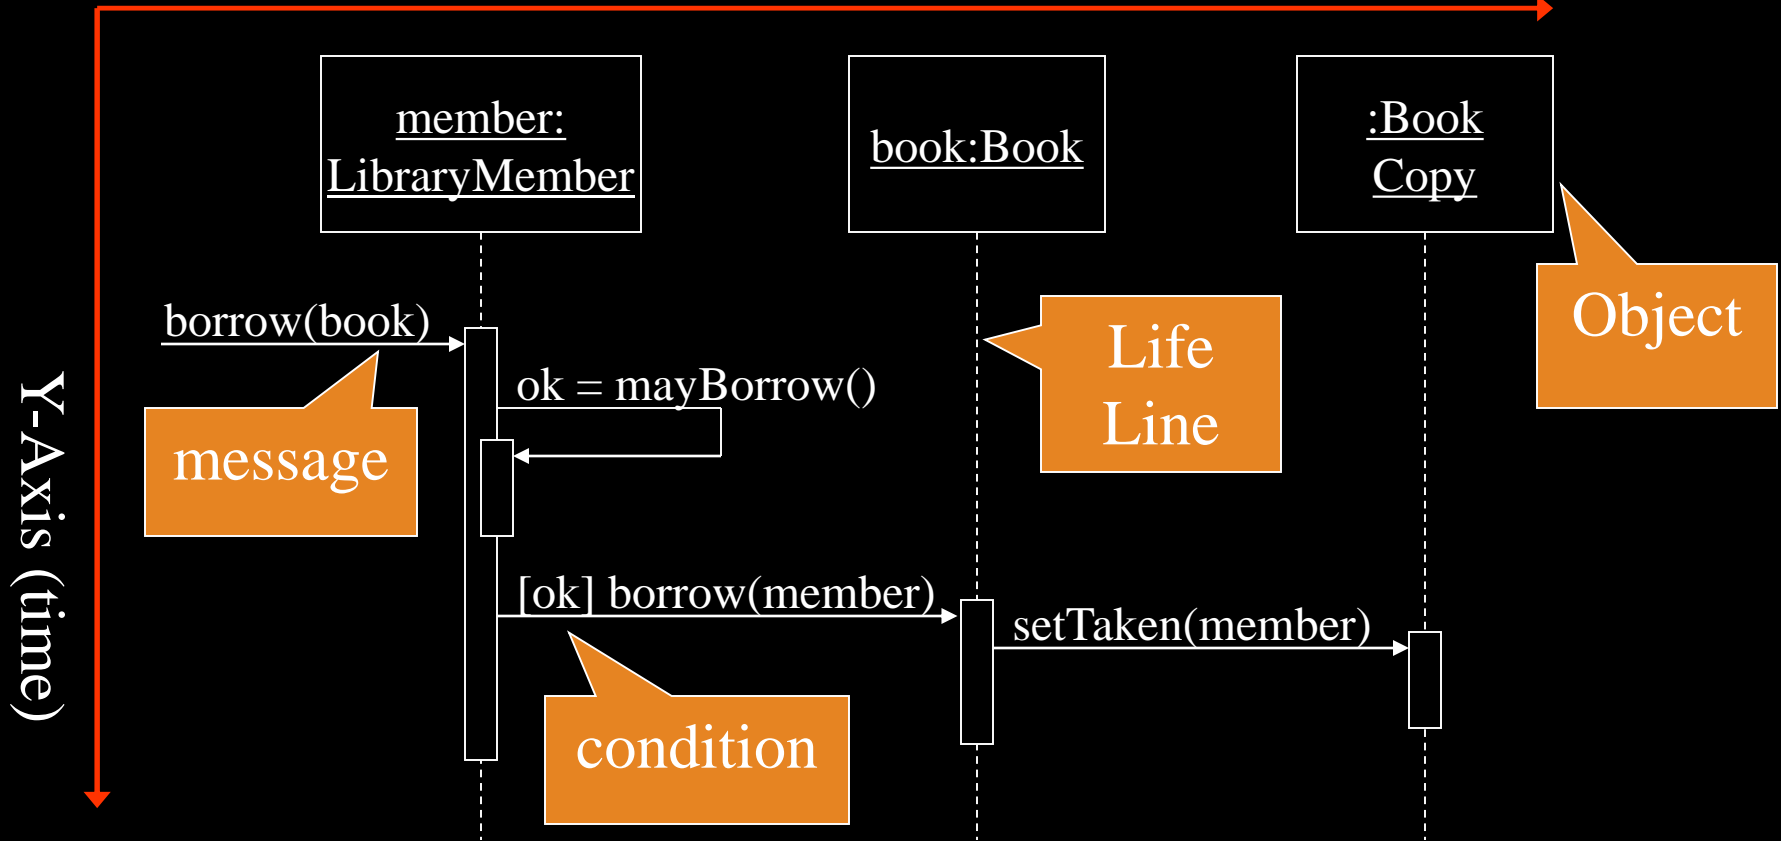 member:
LibraryMember
book:Book
:Book
Copy
borrow(book)
ok = mayBorrow()
message
Life
Line
Object
[ok] borrow(member)
setTaken(member)
condition
Y-Axis (time)